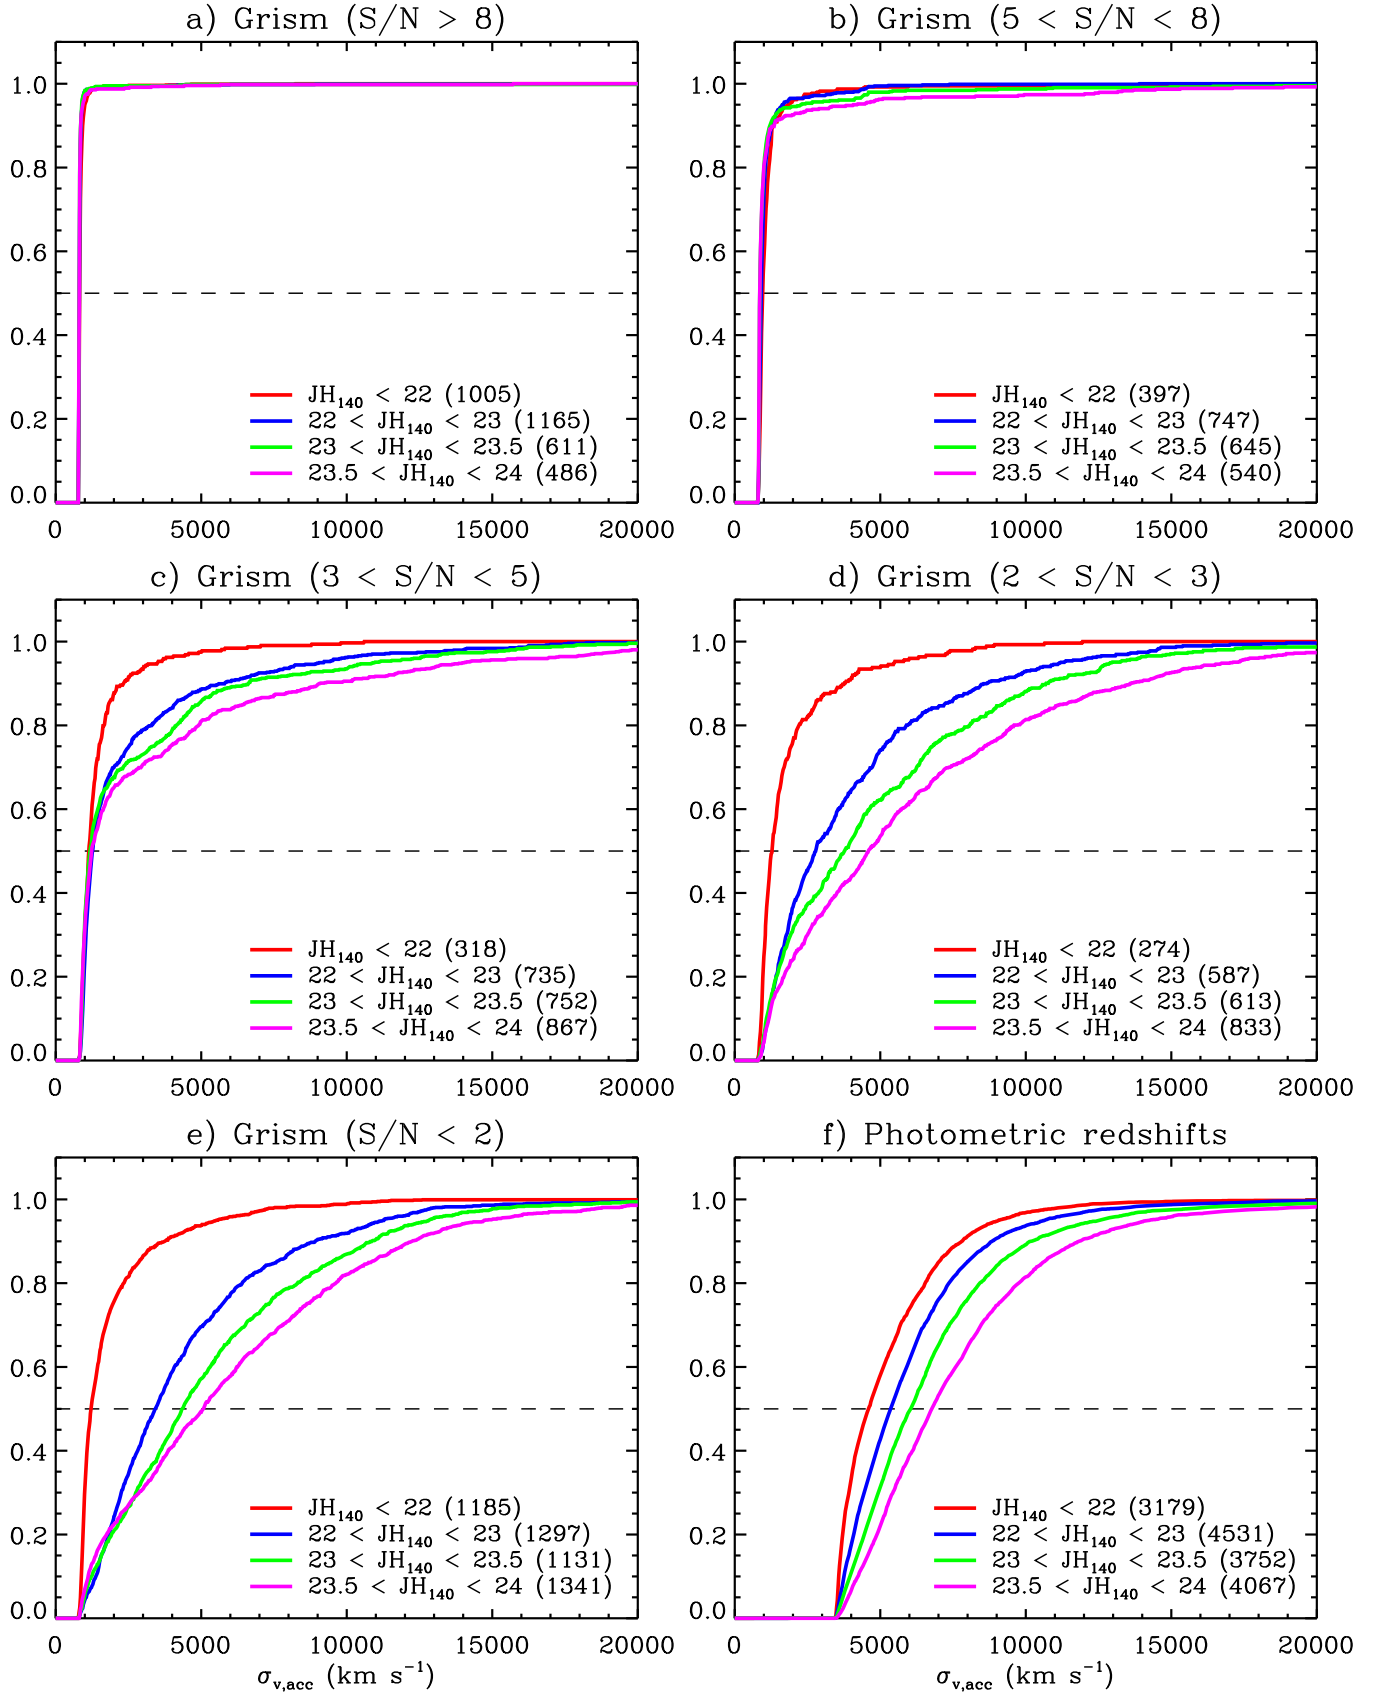 a) Grism (S/N > 8)
1.0
0.8
0.6
0.4
0.2
0.0
JH₁₄₀ < 22 (1005)
22 < JH₁₄₀ < 23 (1165)
23 < JH₁₄₀ < 23.5 (611)
23.5 < JH₁₄₀ < 24 (486)
0 5000 10000 15000 20000
b) Grism (5 < S/N < 8)
1.0
0.8
0.6
0.4
0.2
0.0
JH₁₄₀ < 22 (397)
22 < JH₁₄₀ < 23 (747)
23 < JH₁₄₀ < 23.5 (645)
23.5 < JH₁₄₀ < 24 (540)
0 5000 10000 15000 20000
c) Grism (3 < S/N < 5)
1.0
0.8
0.6
0.4
0.2
0.0
JH₁₄₀ < 22 (318)
22 < JH₁₄₀ < 23 (735)
23 < JH₁₄₀ < 23.5 (752)
23.5 < JH₁₄₀ < 24 (867)
0 5000 10000 15000 20000
d) Grism (2 < S/N < 3)
1.0
0.8
0.6
0.4
0.2
0.0
JH₁₄₀ < 22 (274)
22 < JH₁₄₀ < 23 (587)
23 < JH₁₄₀ < 23.5 (613)
23.5 < JH₁₄₀ < 24 (833)
0 5000 10000 15000 20000
e) Grism (S/N < 2)
1.0
0.8
0.6
0.4
0.2
0.0
JH₁₄₀ < 22 (1185)
22 < JH₁₄₀ < 23 (1297)
23 < JH₁₄₀ < 23.5 (1131)
23.5 < JH₁₄₀ < 24 (1341)
0 5000 10000 15000 20000
σv,acc (km s⁻¹)
f) Photometric redshifts
1.0
0.8
0.6
0.4
0.2
0.0
JH₁₄₀ < 22 (3179)
22 < JH₁₄₀ < 23 (4531)
23 < JH₁₄₀ < 23.5 (3752)
23.5 < JH₁₄₀ < 24 (4067)
0 5000 10000 15000 20000
σv,acc (km s⁻¹)